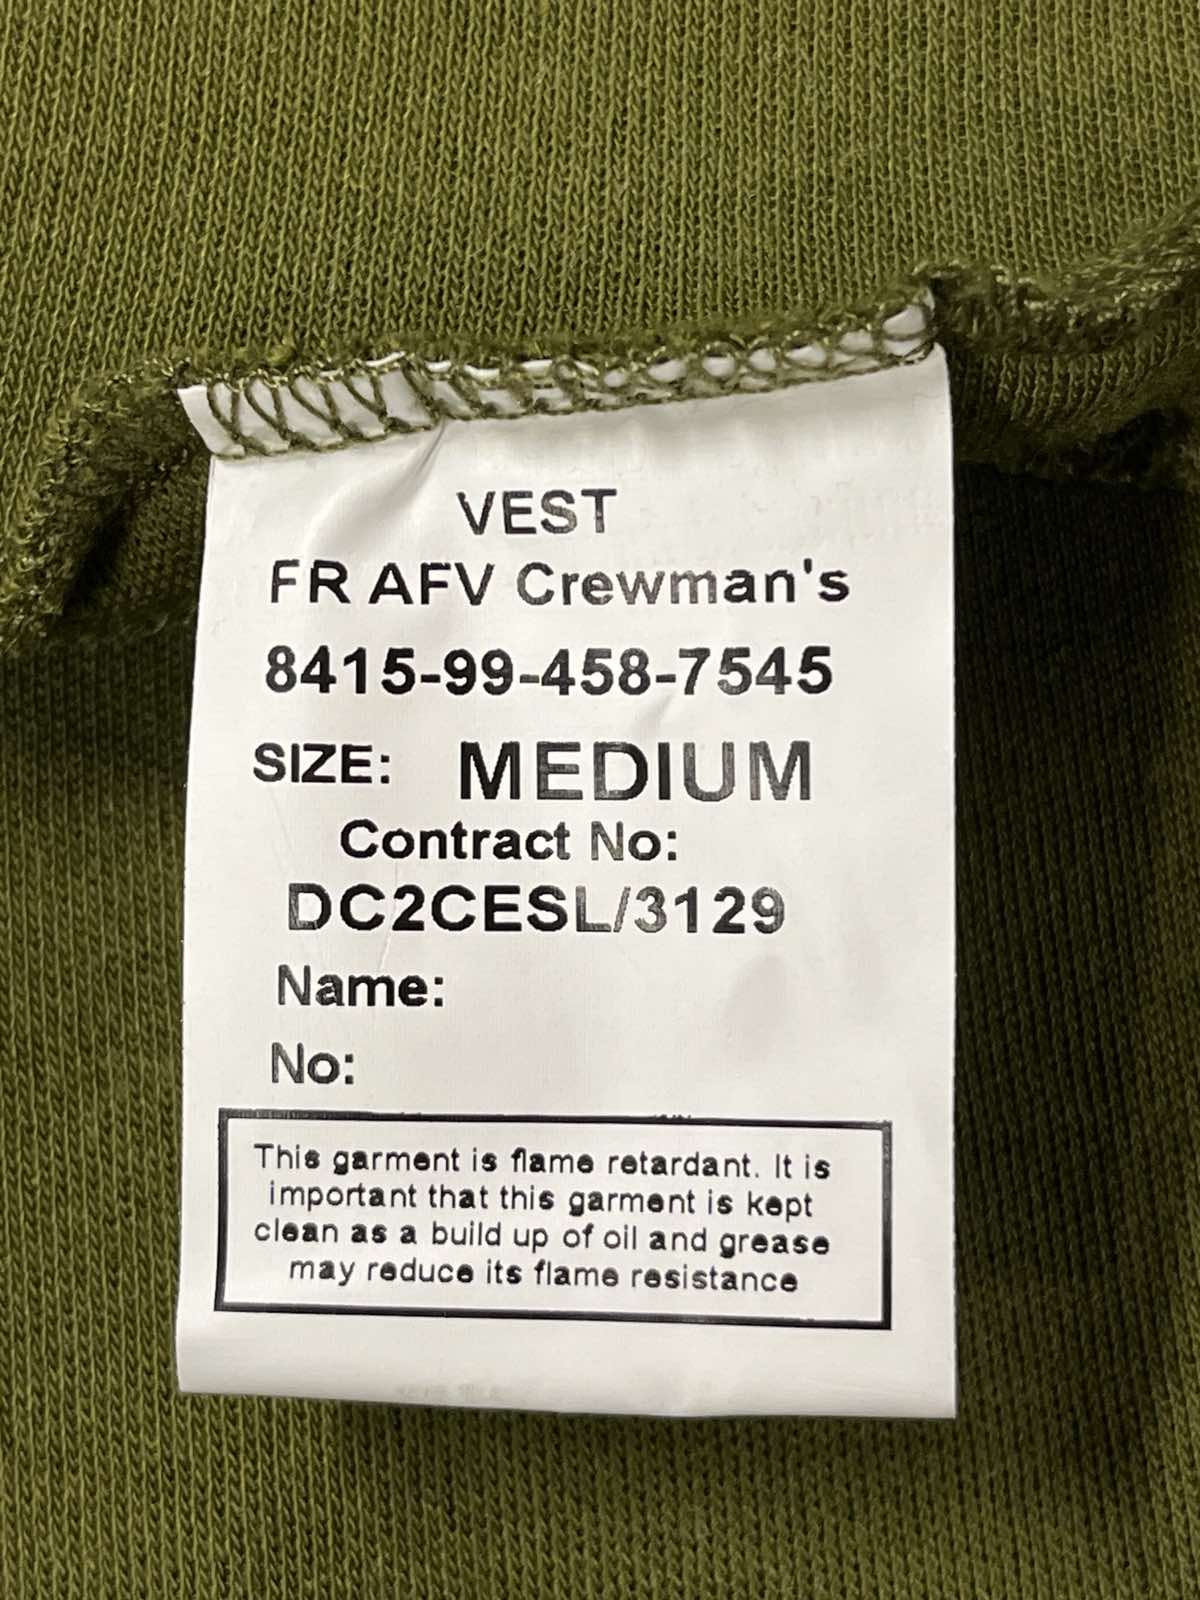 VEST
FR AFV Crewman's
8415-99-458-7545
SIZE: MEDIUM
Contract No:
DC2CESL/3129
Name:
No:
This garment is flame retardant. It is
important that this garment is kept
clean as a build up of oil and grease
may reduce its flame resistance